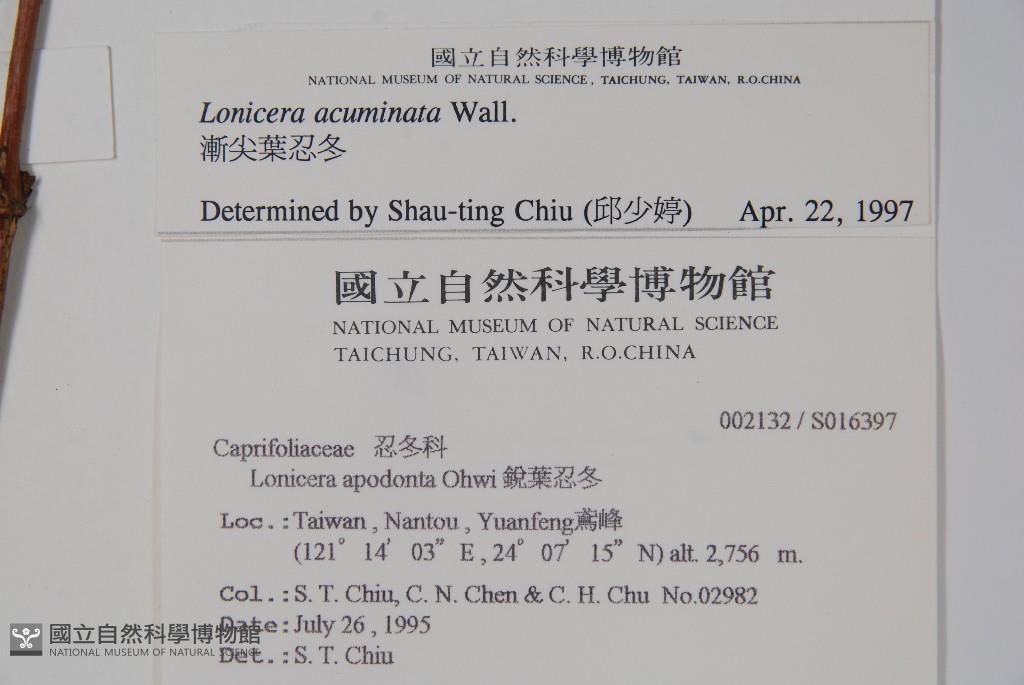 國立自然科學博物館
NATIONAL MUSEUM OF NATURAL SCIENCE, TAICHUNG, TAIWAN, R.O.CHINA
Lonicera acuminata Wall.
漸尖葉忍冬
Determined by Shau-ting Chiu (邱少婷) Apr. 22, 1997
國立自然科學博物館
NATIONAL MUSEUM OF NATURAL SCIENCE
TAICHUNG, TAIWAN, R.O.CHINA
002132 / S016397
Caprifoliaceae 忍冬科
Lonicera apodonta Ohwi 銳葉忍冬
Loc.:Taiwan , Nantou , Yuanfeng鳶峰
(121° 14′ 03” E , 24° 07′ 15” N) alt. 2,756 m.
Col.:S. T. Chiu, C. N. Chen & C. H. Chu No.02982
Date:July 26 , 1995
Det.:S. T. Chiu
國立自然科學博物館
NATIONAL MUSEUM OF NATURAL SCIENCE